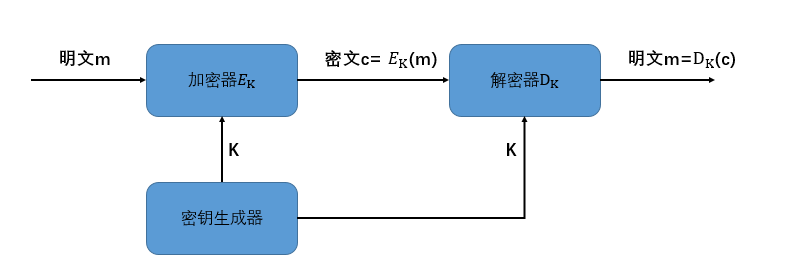 明文m
密文c= E_K(m)
明文m=D_K(c)
加密器E_K
解密器D_K
K
K
密钥生成器